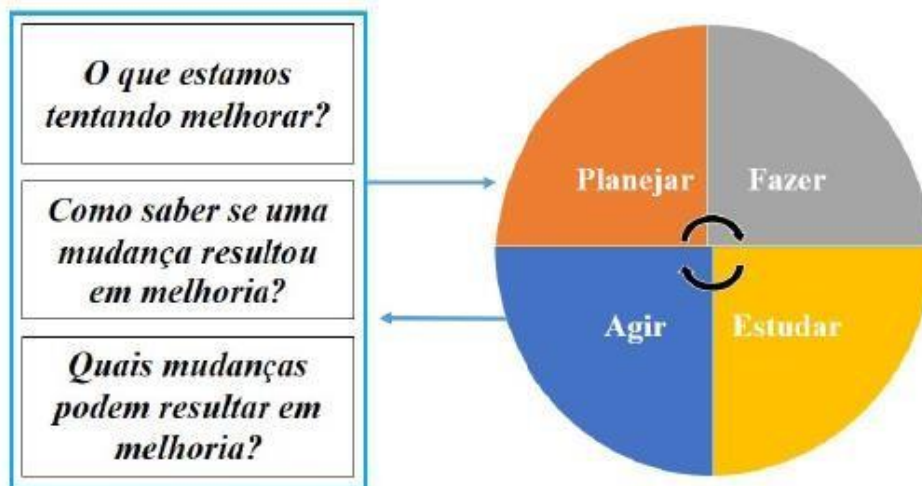 O que estamos
tentando melhorar?
Como saber se uma
mudança resultou
em melhoria?
Quais mudanças
podem resultar em
melhoria?
Planejar
Fazer
Agir
Estudar